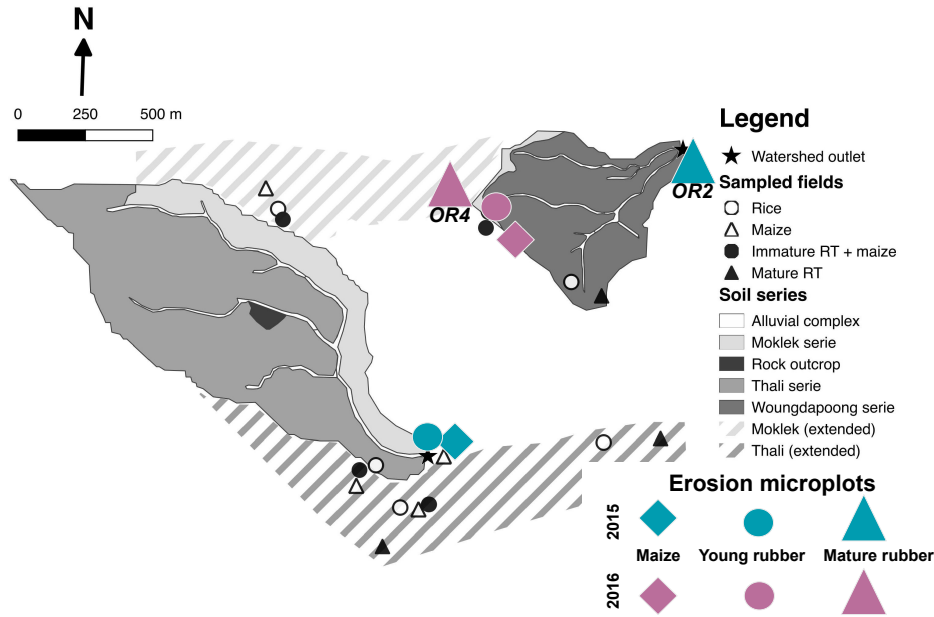 N
0 250 500 m
OR4
OR2
Legend
Watershed outlet
Sampled fields
Rice
Maize
Immature RT + maize
Mature RT
Soil series
Alluvial complex
Moklek serie
Rock outcrop
Thali serie
Woungdapoong serie
Moklek (extended)
Thali (extended)
Erosion microplots
2015
Maize Young rubber Mature rubber
2016